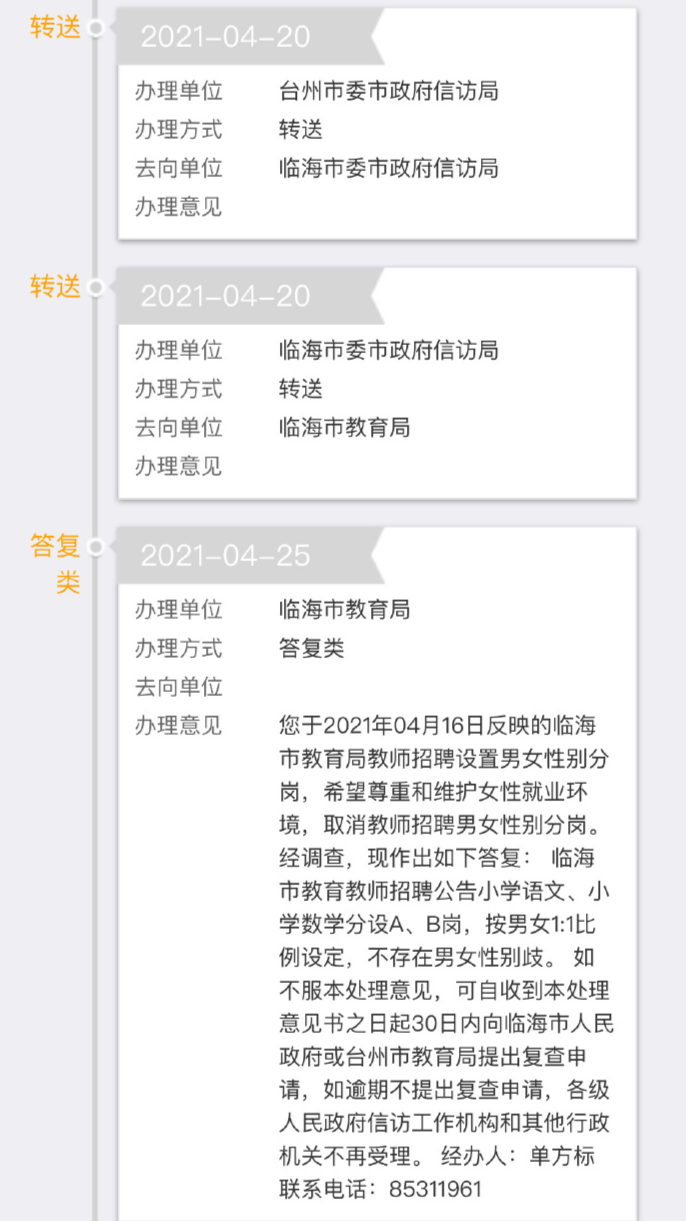 转送
2021-04-20
办理单位 台州市委市政府信访局
办理方式 转送
去向单位 临海市委市政府信访局
办理意见
转送
2021-04-20
办理单位 临海市委市政府信访局
办理方式 转送
去向单位 临海市教育局
办理意见
答复
类
2021-04-25
办理单位 临海市教育局
办理方式 答复类
去向单位
办理意见 您于2021年04月16日反映的临海
市教育局教师招聘设置男女性别分
岗，希望尊重和维护女性就业环
境，取消教师招聘男女性别分岗。
经调查，现作出如下答复： 临海
市教育教师招聘公告小学语文、小
学数学分设A、B岗，按男女1:1比
例设定，不存在男女性别歧。 如
不服本处理意见，可自收到本处理
意见书之日起30日内向临海市人民
政府或台州市教育局提出复查申
请，如逾期不提出复查申请，各级
人民政府信访工作机构和其他行政
机关不再受理。 经办人：单方标
联系电话：85311961